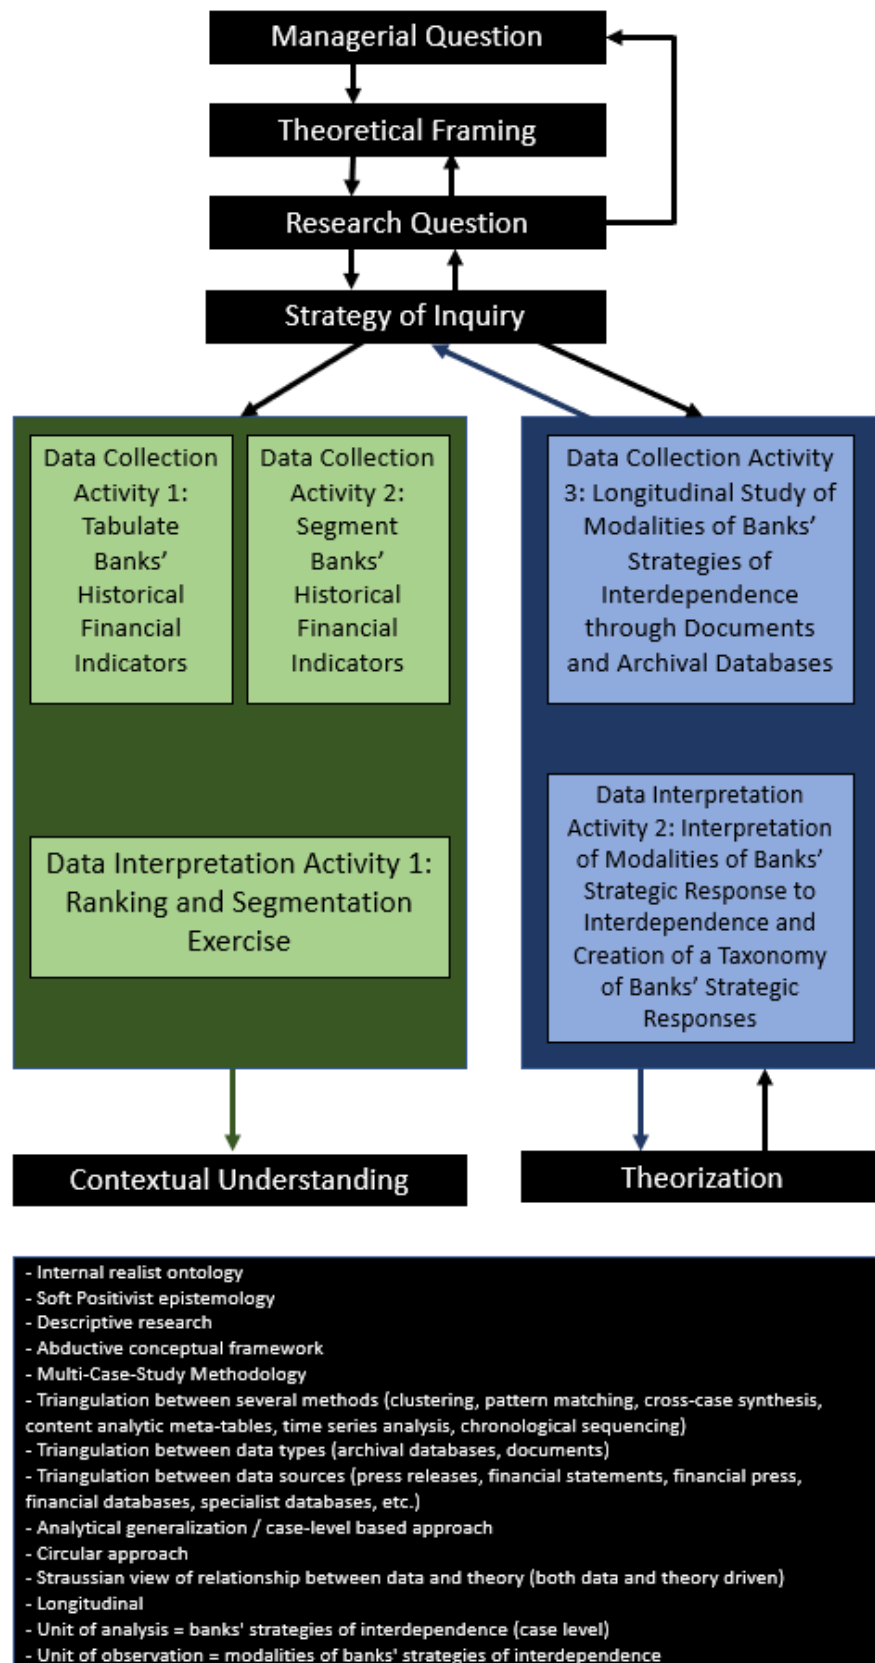 Managerial Question
Theoretical Framing
Research Question
Strategy of Inquiry
Data Collection
Activity 1:
Tabulate
Banks'
Historical
Financial
Indicators
Data Collection
Activity 2:
Segment
Banks'
Historical
Financial
Indicators
Data Interpretation Activity 1:
Ranking and Segmentation
Exercise
Data Collection Activity
3: Longitudinal Study of
Modalities of Banks'
Strategies of
Interdependence
through Documents
and Archival Databases
Data Interpretation
Activity 2: Interpretation
of Modalities of Banks'
Strategic Response to
Interdependence and
Creation of a Taxonomy
of Banks' Strategic
Responses
Contextual Understanding
Theorization
- Internal realist ontology
- Soft Positivist epistemology
- Descriptive research
- Abductive conceptual framework
- Multi-Case-Study Methodology
- Triangulation between several methods (clustering, pattern matching, cross-case synthesis,
content analytic meta-tables, time series analysis, chronological sequencing)
- Triangulation between data types (archival databases, documents)
- Triangulation between data sources (press releases, financial statements, financial press,
financial databases, specialist databases, etc.)
- Analytical generalization / case-level based approach
- Circular approach
- Straussian view of relationship between data and theory (both data and theory driven)
- Longitudinal
- Unit of analysis = banks' strategies of interdependence (case level)
- Unit of observation = modalities of banks' strategies of interdependence